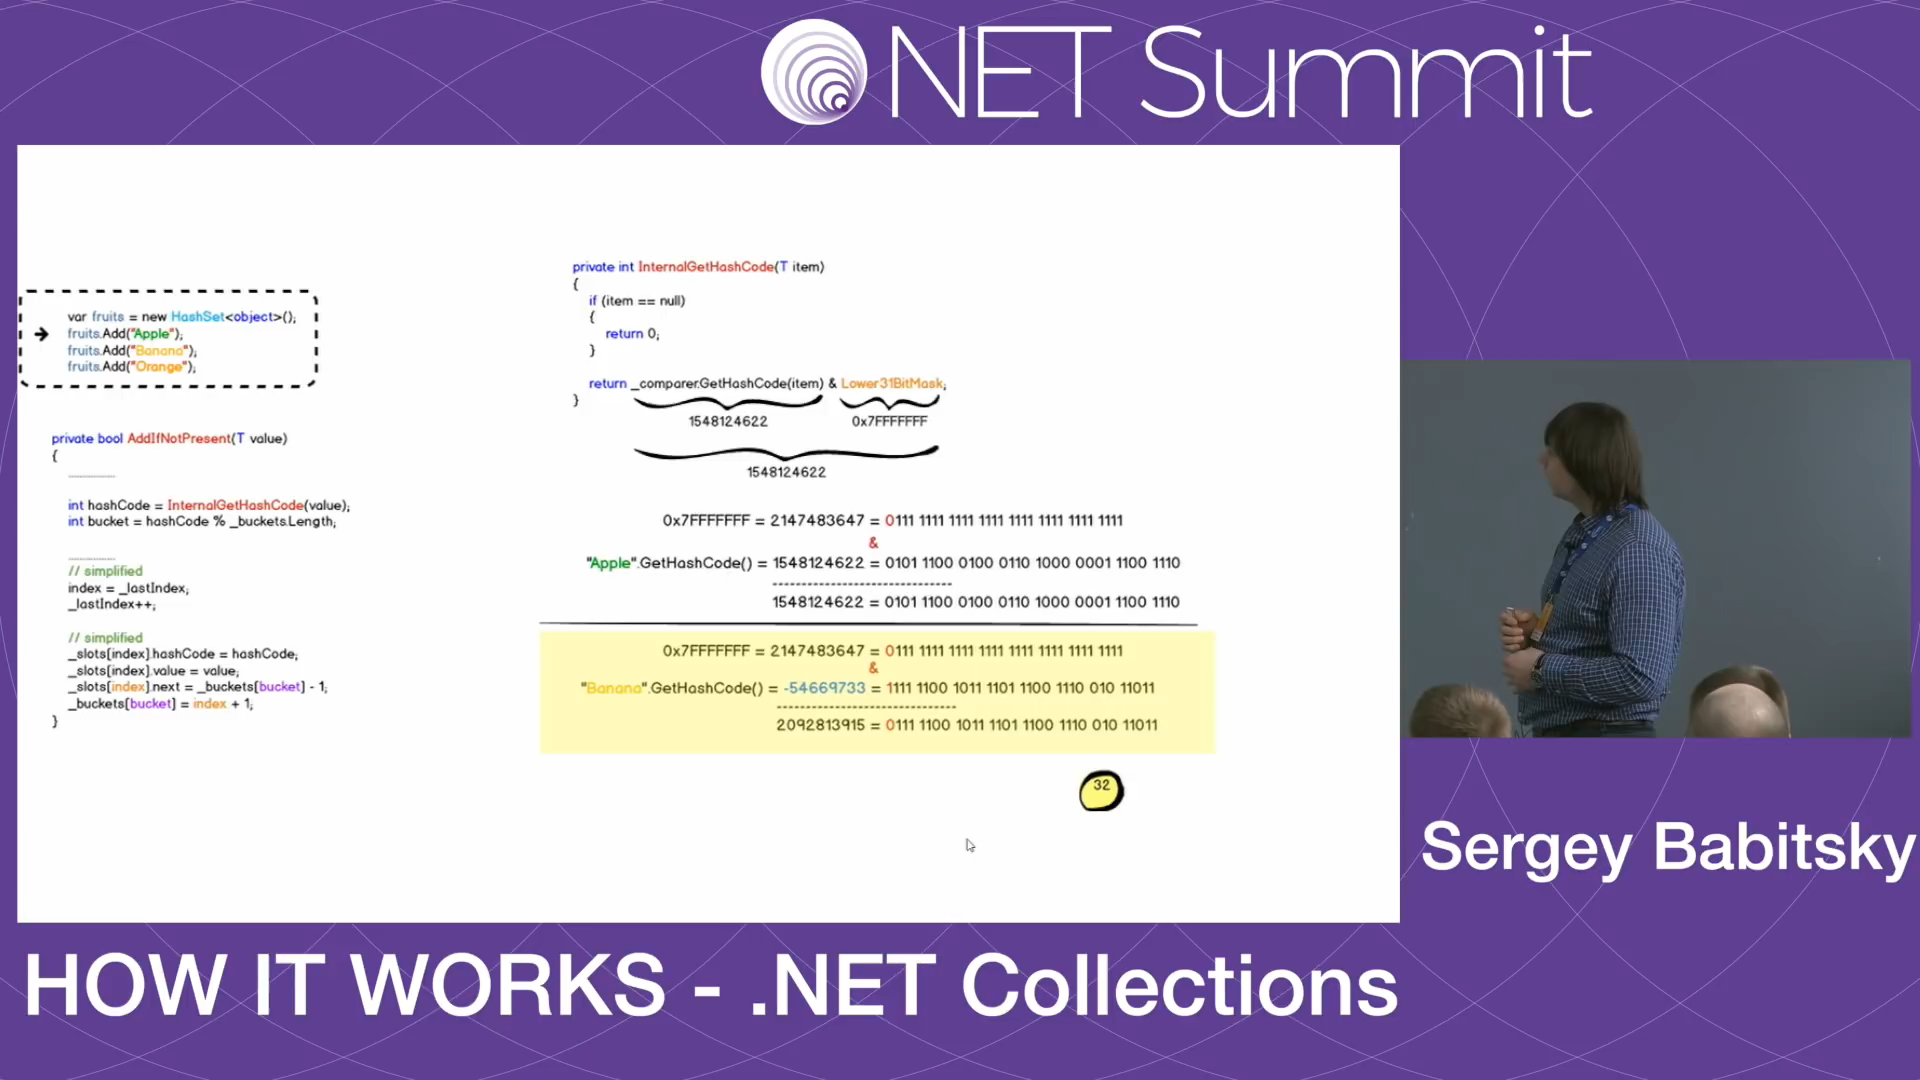 NET Summit
var fruits = new HashSet<object>();
fruits.Add("Apple");
fruits.Add("Banana");
fruits.Add("Orange");
private bool AddIfNotPresent(T value)
{
int hashCode = InternalGetHashCode(value);
int bucket = hashCode % _buckets.Length;
// simplified
index = _lastIndex;
_lastIndex++;
// simplified
_slots[index].hashCode = hashCode;
_slots[index].value = value;
_slots[index].next = _buckets[bucket] - 1;
_buckets[bucket] = index + 1;
}
private int InternalGetHashCode(T item)
{
if (item == null)
{
return 0;
}
return _comparer.GetHashCode(item) & Lower31BitMask;
}
1548124622 0x7FFFFFFF
1548124622
0x7FFFFFFF = 2147483647 = 0111 1111 1111 1111 1111 1111 1111 1111
&
"Apple".GetHashCode() = 1548124622 = 0101 1100 0100 0110 1000 0001 1100 1110
-------------------------------
1548124622 = 0101 1100 0100 0110 1000 0001 1100 1110
0x7FFFFFFF = 2147483647 = 0111 1111 1111 1111 1111 1111 1111 1111
&
"Banana".GetHashCode() = -54669733 = 1111 1100 1011 1101 1100 1110 010 11011
-------------------------------
2092813915 = 0111 1100 1011 1101 1100 1110 010 11011
32
Sergey Babitsky
HOW IT WORKS - .NET Collections